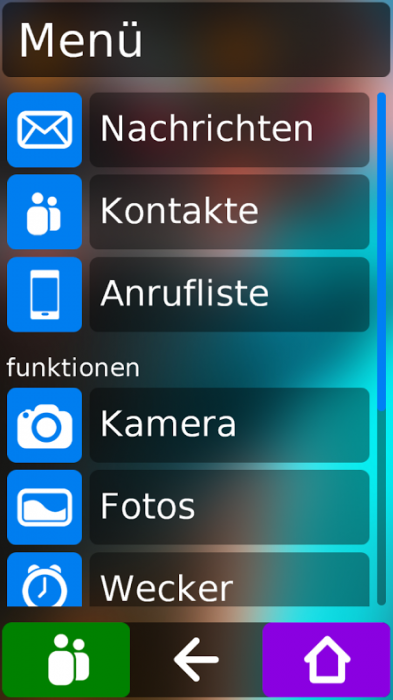 Menü
Nachrichten
Kontakte
Anrufliste
funktionen
Kamera
Fotos
Wecker